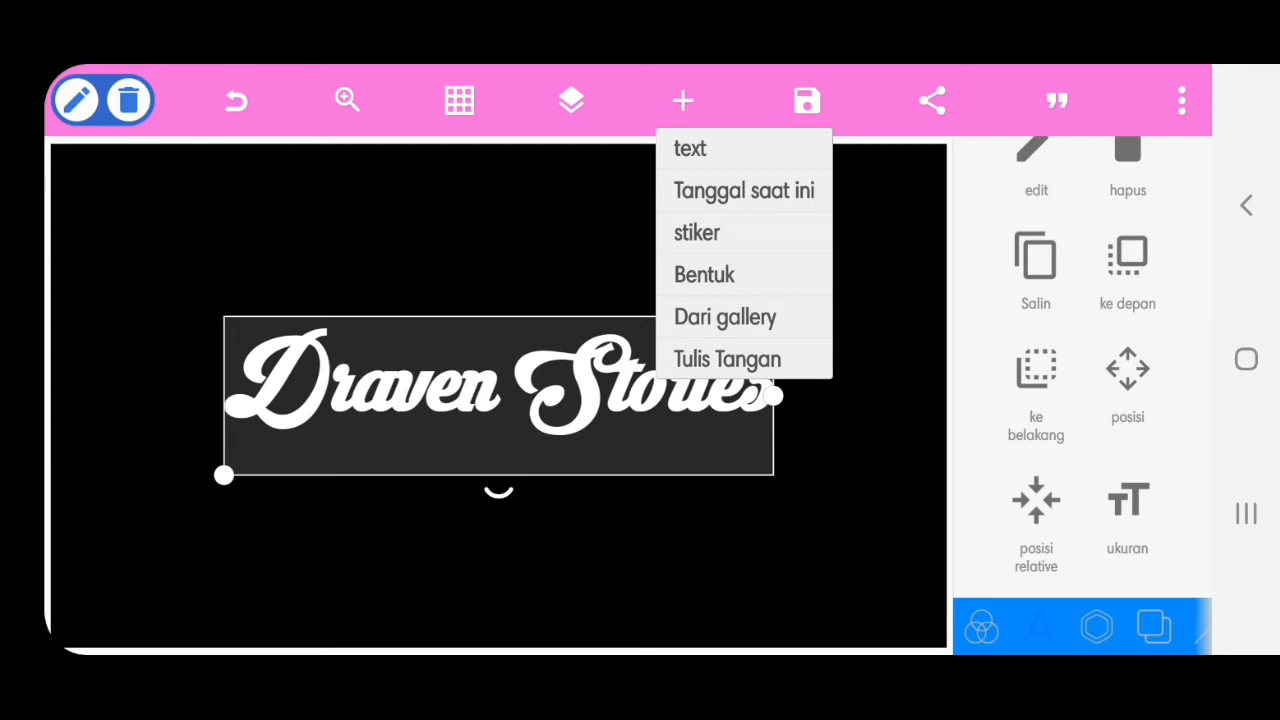 text
Tanggal saat ini
stiker
Bentuk
Dari gallery
Tulis Tangan
Draven Stories
edit
hapus
Salin
ke depan
ke
belakang
posisi
posisi
relative
ukuran